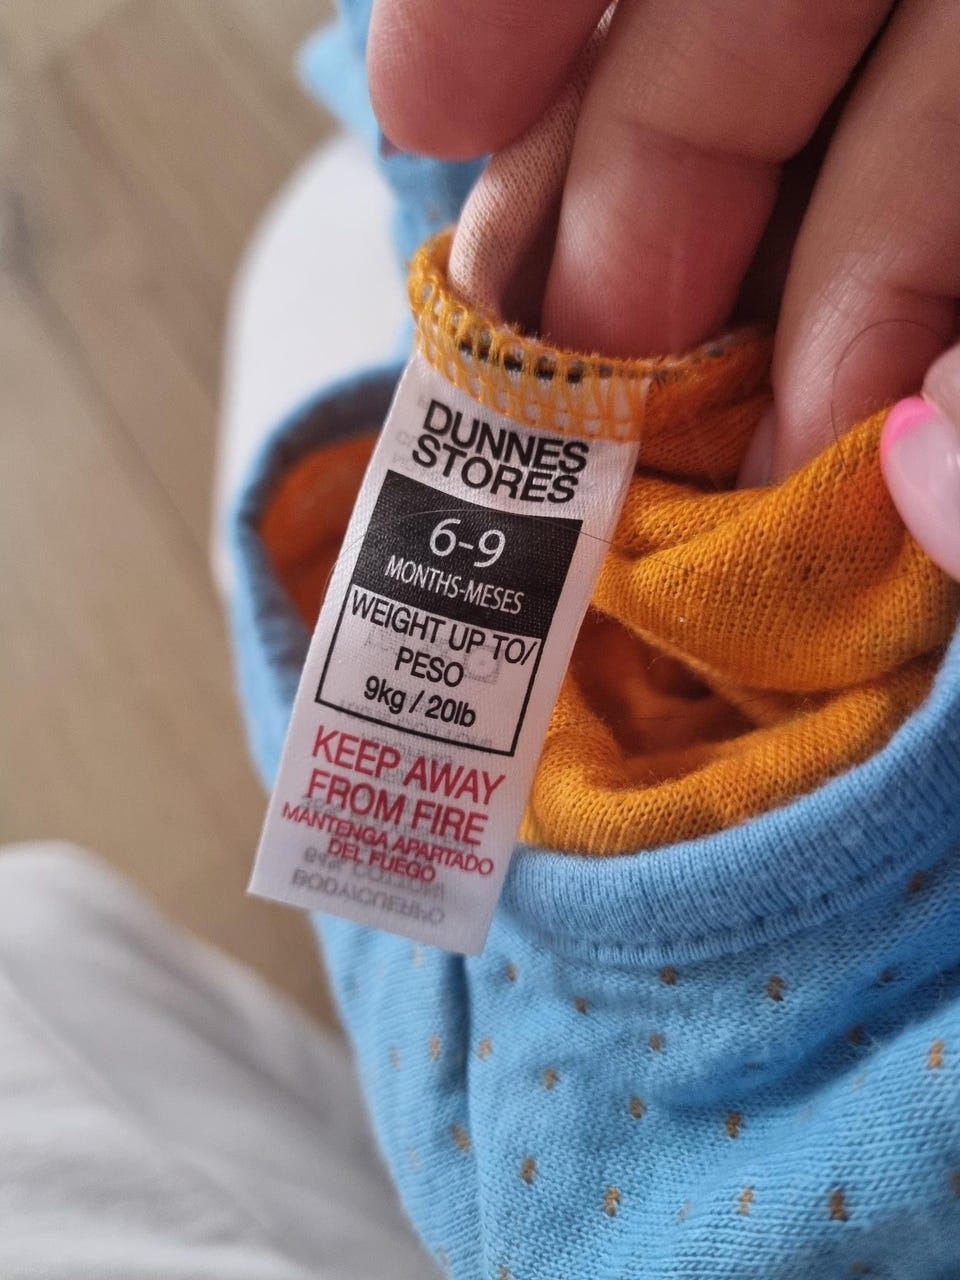 DUNNES
STORES
6-9
MONTHS-MESES
WEIGHT UP TO/
PESO
9kg / 20lb
KEEP AWAY
FROM FIRE
MANTENGA APARTADO
DEL FUEGO